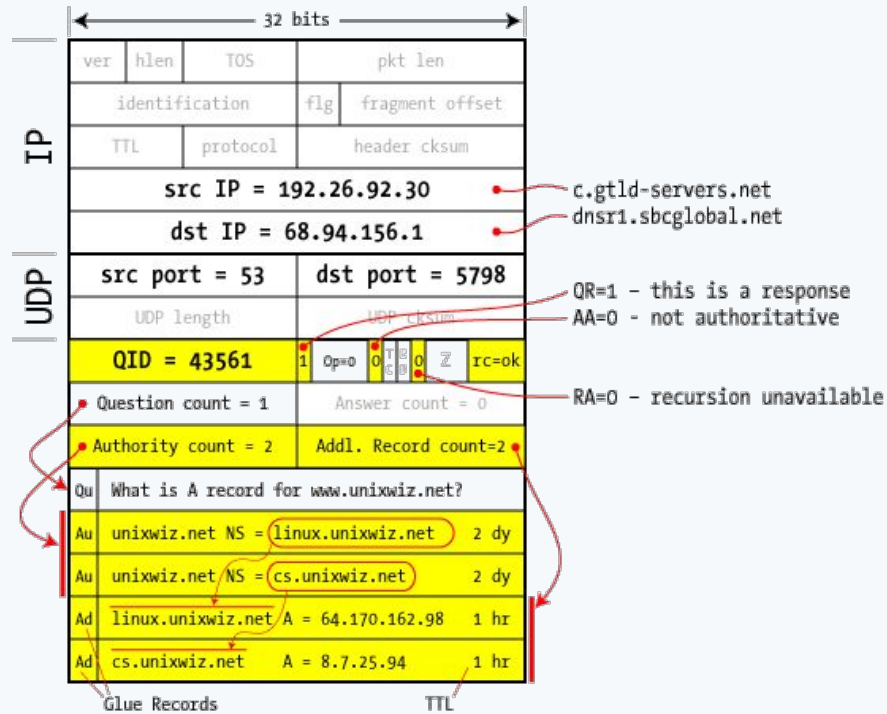 32 bits
IP
ver hlen TOS pkt len
identification flg fragment offset
TTL protocol header cksum
src IP = 192.26.92.30 c.gtld-servers.net
dst IP = 68.94.156.1 dnsr1.sbcglobal.net
UDP
src port = 53 dst port = 5798
QR=1 - this is a response
UDP length UDP cksum AA=0 - not authoritative
QID = 43561 1 Op=0 0 TC RD 0 Z rc=ok
Question count = 1 Answer count = 0 RA=0 - recursion unavailable
Authority count = 2 Addl. Record count=2
Qu What is A record for www.unixwiz.net?
Au unixwiz.net NS = linux.unixwiz.net 2 dy
Au unixwiz.net NS = cs.unixwiz.net 2 dy
Ad linux.unixwiz.net A = 64.170.162.98 1 hr
Ad cs.unixwiz.net A = 8.7.25.94 1 hr
Glue Records TTL